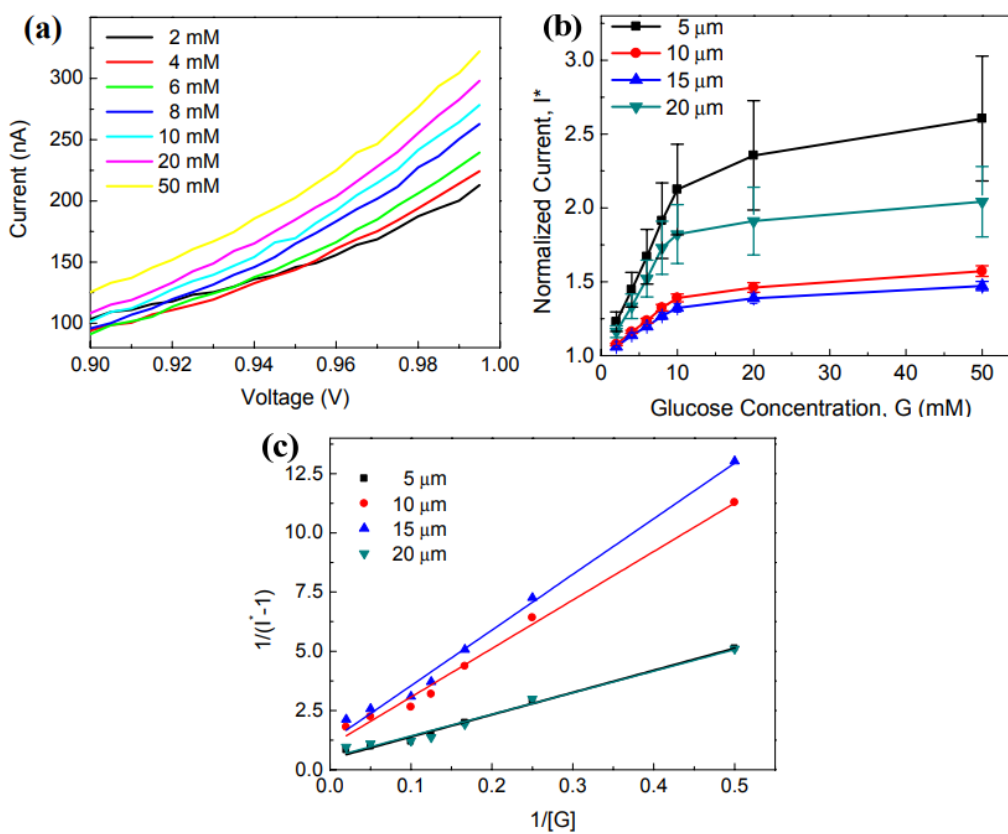 (a)
2 mM
4 mM
6 mM
8 mM
10 mM
20 mM
50 mM
Current (nA)
300
250
200
150
100
0.90 0.92 0.94 0.96 0.98 1.00
Voltage (V)
(b)
5 μm
10 μm
15 μm
20 μm
Normalized Current, I*
3.0
2.5
2.0
1.5
1.0
0 10 20 30 40 50
Glucose Concentration, G (mM)
(c)
5 μm
10 μm
15 μm
20 μm
1/(I*-1)
12.5
10.0
7.5
5.0
2.5
0.0
0.0 0.1 0.2 0.3 0.4 0.5
1/[G]